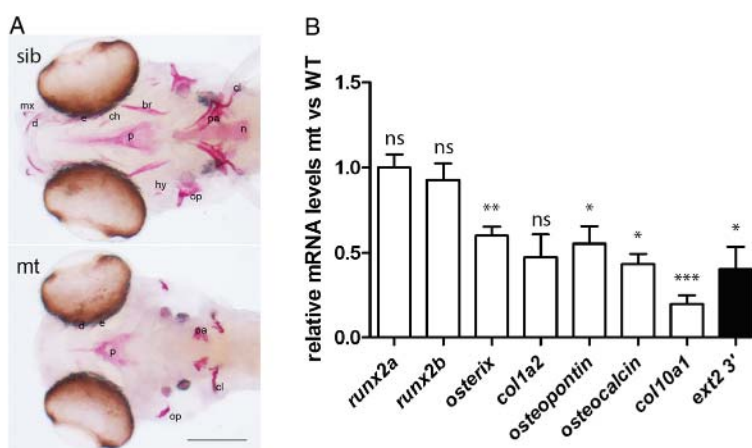 A
sib
mx
d
e
ch
br
p
hy
op
pa
cl
n
mt
d
e
p
pa
cl
op
B
relative mRNA levels mt vs WT
1.5
1.0
0.5
0.0
ns
ns
**
ns
*
*
***
*
runx2a
runx2b
osterix
col1a2
osteopontin
osteocalcin
col10a1
ext2 3'